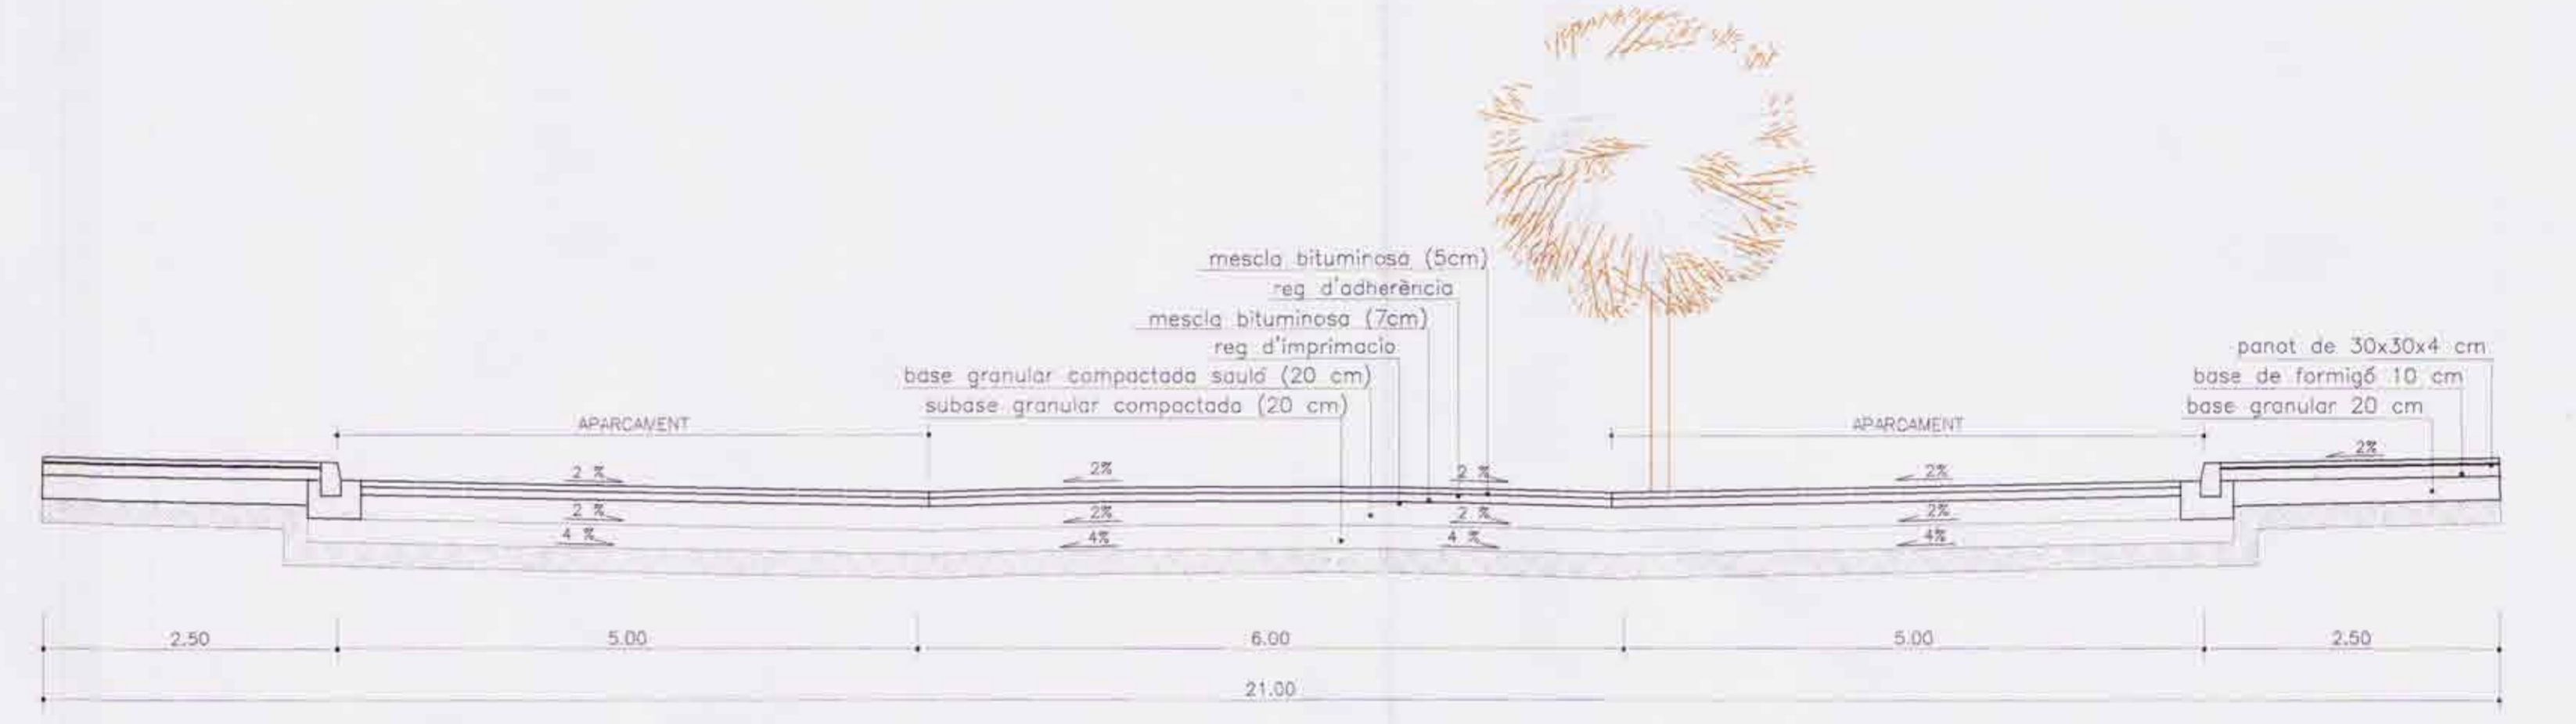 mescla bituminosa (5cm)
reg d'adherència
mescla bituminosa (7cm)
reg d'imprimacio
base granular compactada sauló (20 cm)
subase granular compactada (20 cm)
panot de 30x30x4 cm
base de formigó 10 cm
base granular 20 cm
APARCAMENT
APARCAMENT
2 %
2%
2 %
2%
2%
2 %
2%
2 %
2%
4 %
4%
4 %
4%
2.50
5.00
6.00
5.00
2.50
21.00